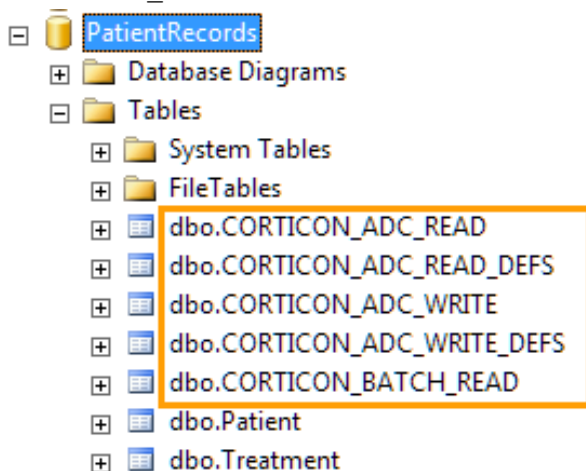 PatientRecords
Database Diagrams
Tables
System Tables
FileTables
dbo.CORTICON_ADC_READ
dbo.CORTICON_ADC_READ_DEFS
dbo.CORTICON_ADC_WRITE
dbo.CORTICON_ADC_WRITE_DEFS
dbo.CORTICON_BATCH_READ
dbo.Patient
dbo.Treatment